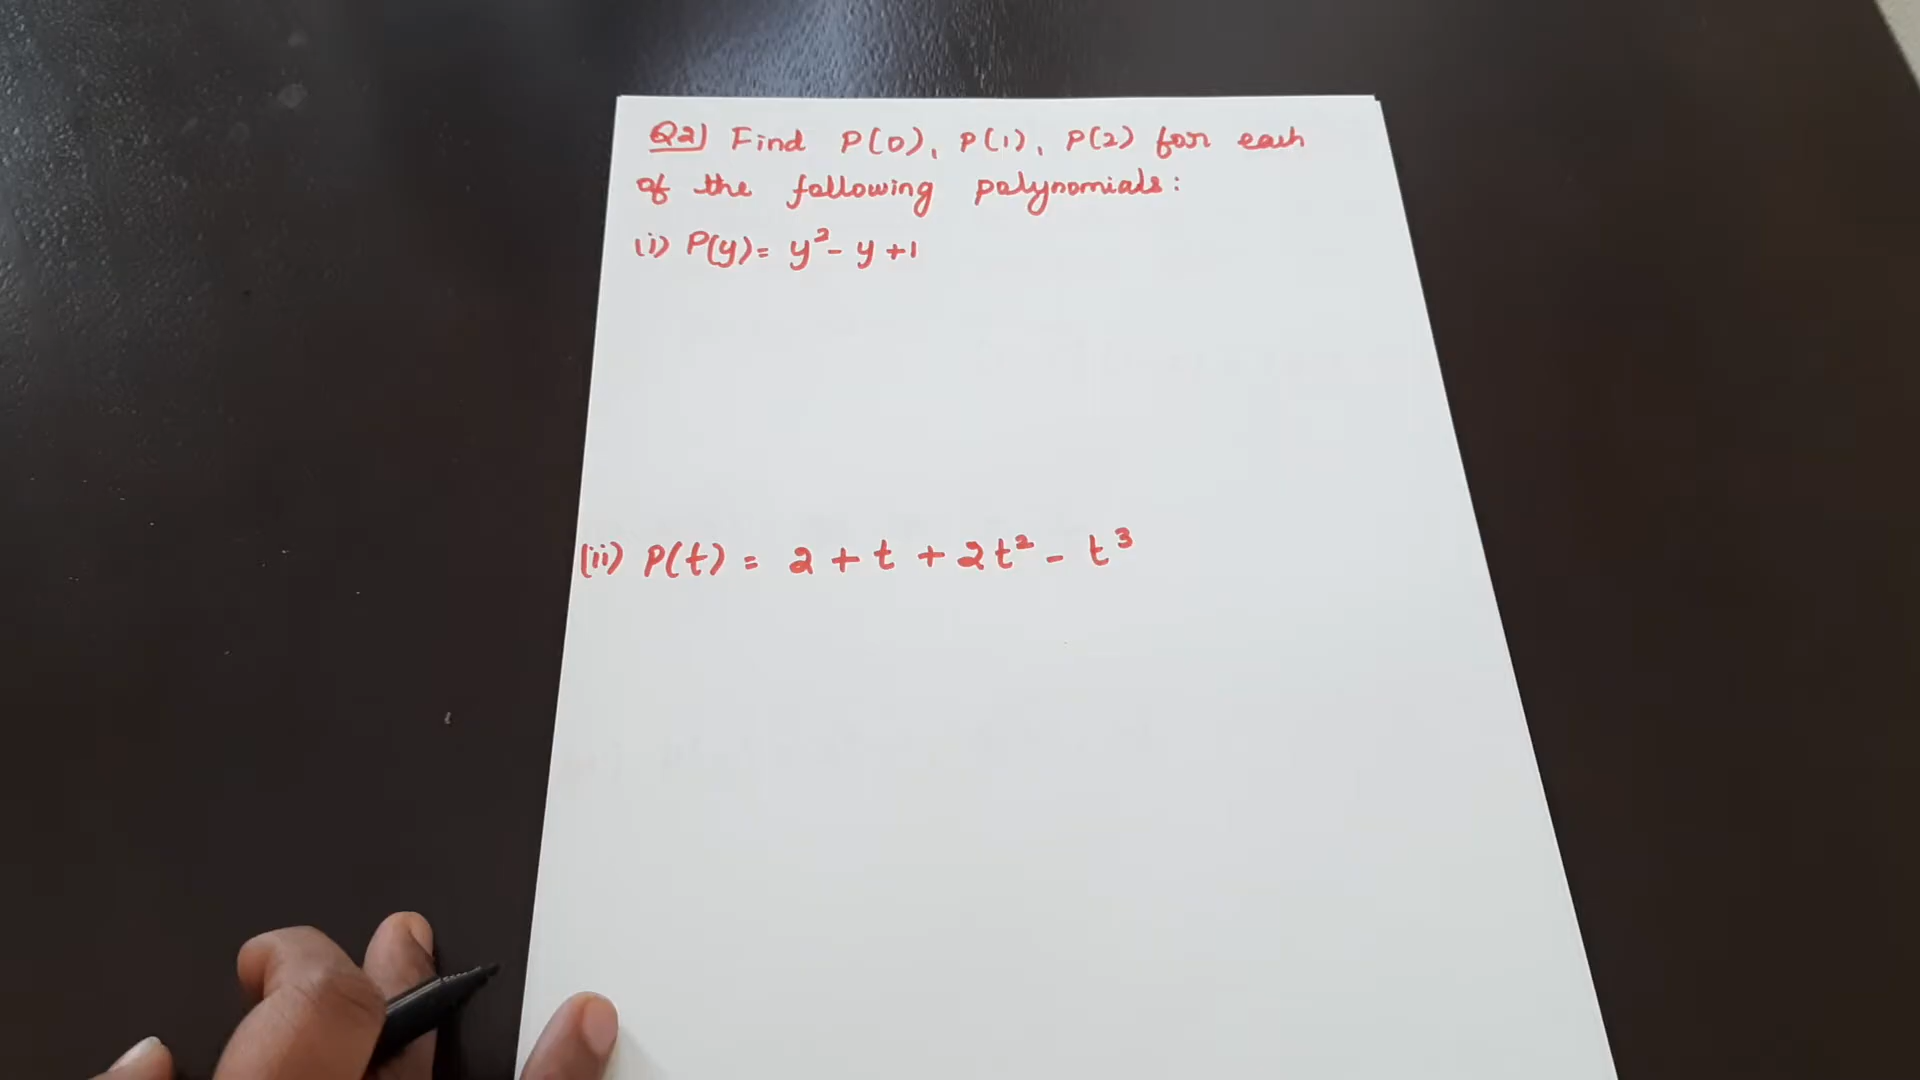 Q2) Find P(0), P(1), P(2) for each
of the following polynomials:
(i) P(y) = y² - y + 1
(ii) P(t) = 2 + t + 2t² - t³